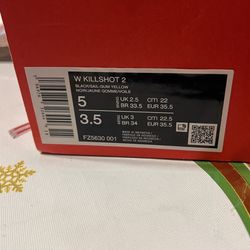 W KILLSHOT 2
BLACK/SAIL-GUM YELLOW
NOIR/JAUNE GOMME/VOILE
5 UK 2.5 cm 22
BR 33.5 EUR 35.5
3.5 UK 3 cm 22.5
BR 34 EUR 35.5
FZ5630 001